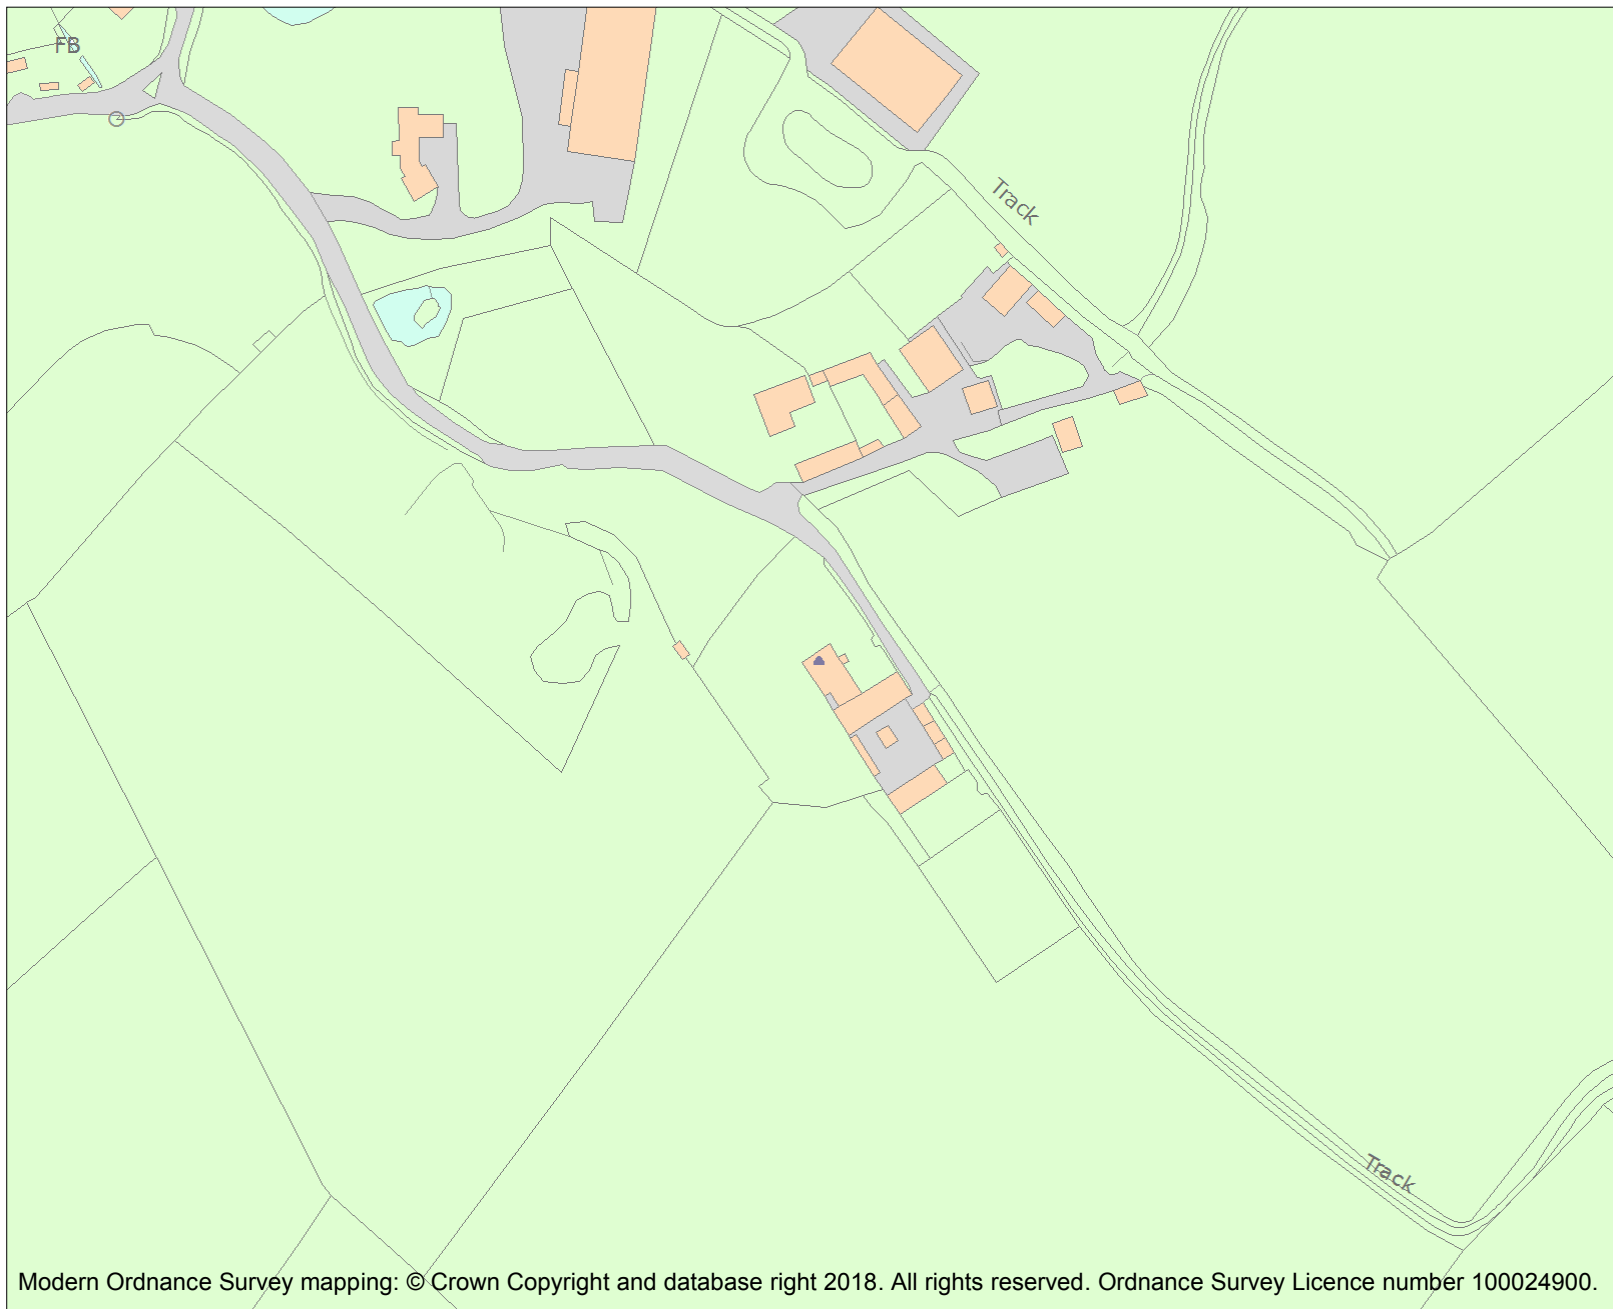 FB
Track
Track
Modern Ordnance Survey mapping: © Crown Copyright and database right 2018. All rights reserved. Ordnance Survey Licence number 100024900.